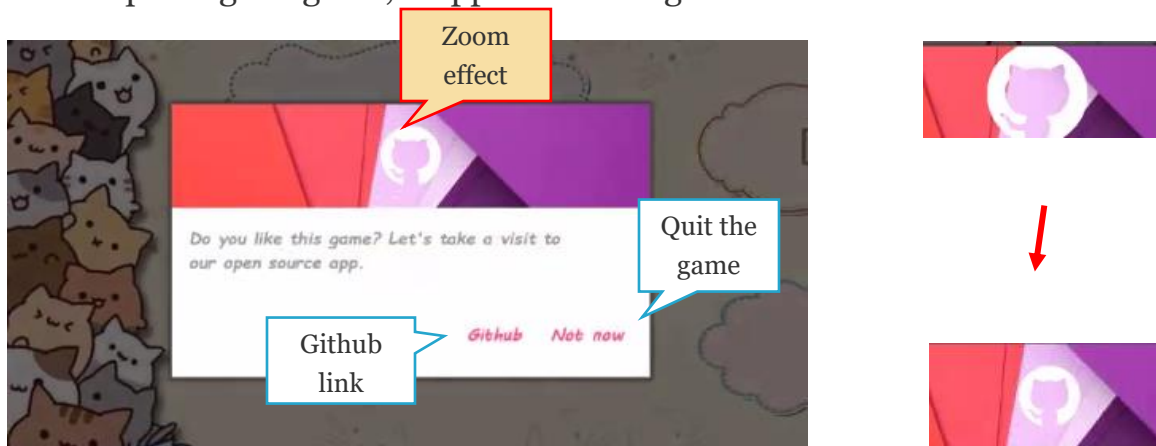 Zoom
effect
Do you like this game? Let's take a visit to
our open source app.
Quit the
game
Github Not now
Github
link